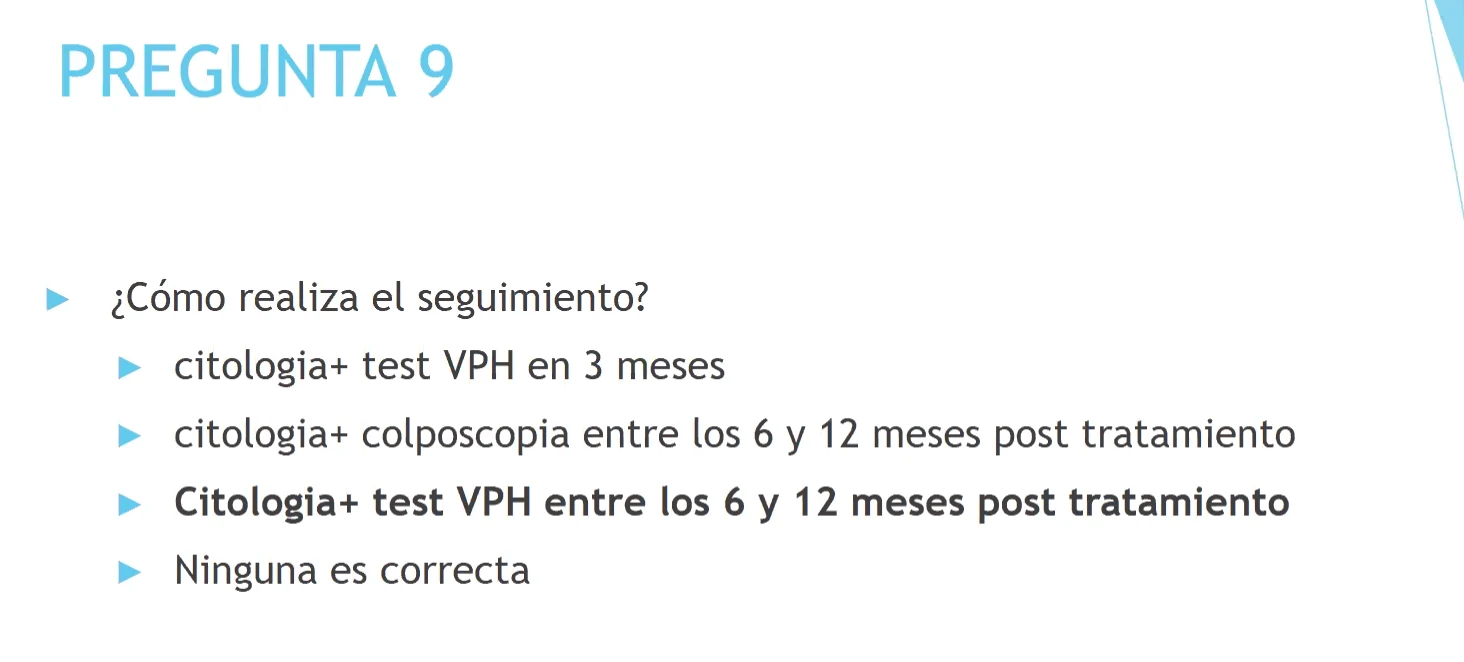 PREGUNTA 9
¿Cómo realiza el seguimiento?
citologia+ test VPH en 3 meses
citologia+ colposcopia entre los 6 y 12 meses post tratamiento
Citologia+ test VPH entre los 6 y 12 meses post tratamiento
Ninguna es correcta